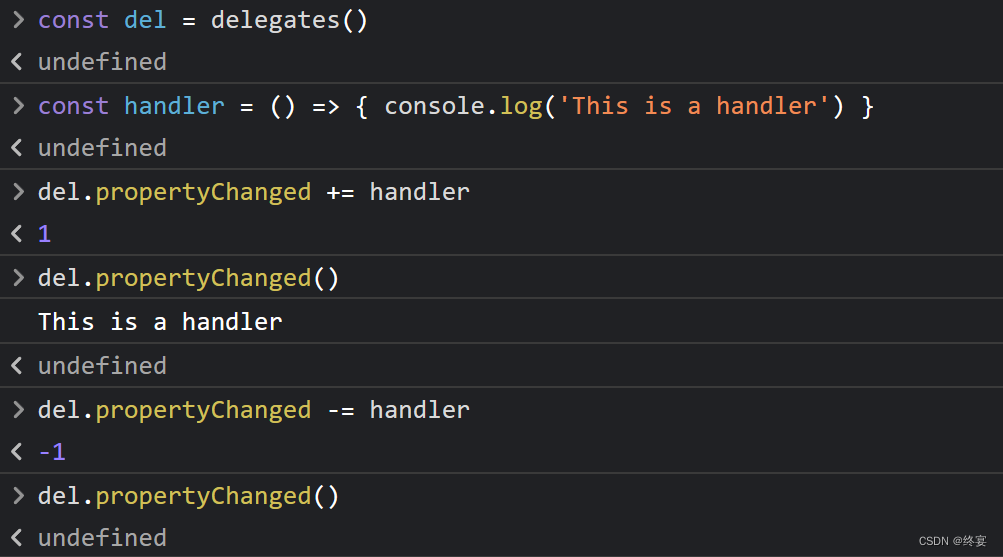 > const del = delegates()
< undefined
> const handler = () => { console.log('This is a handler') }
< undefined
> del.propertyChanged += handler
< 1
> del.propertyChanged()
This is a handler
< undefined
> del.propertyChanged -= handler
< -1
> del.propertyChanged()
< undefined
CSDN @终宴